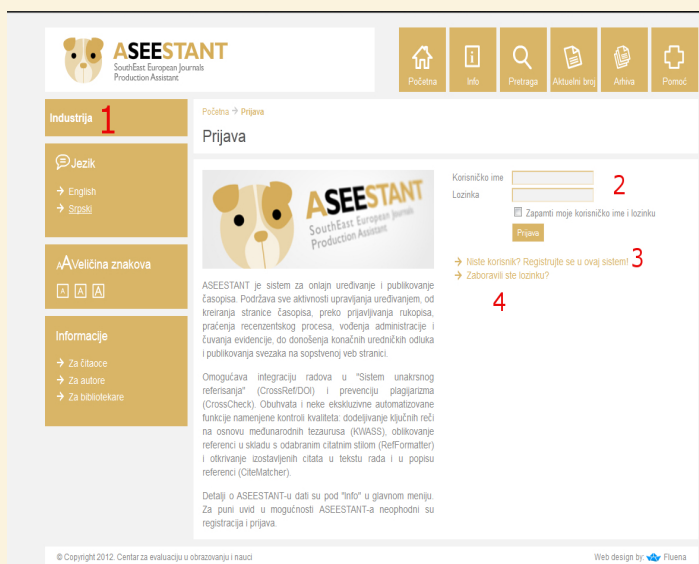 ASEESTANT
SouthEast European Journals
Production Assistant
Početna
Info
Pretraga
Aktuelni broj
Arhiva
Pomoć
Industrija
1
Početna → Prijava
Prijava
Jezik
→ English
→ Srpski
AAVeličina znakova
A A A
Informacije
→ Za čitaoce
→ Za autore
→ Za bibliotekare
ASEESTANT
SouthEast European Journals
Production Assistant
ASEESTANT je sistem za onlajn uređivanje i publikovanje
časopisa. Podržava sve aktivnosti upravljanja uređivanjem, od
kreiranja stranice časopisa, preko prijavljivanja rukopisa,
praćenja recenzentskog procesa, vođenja administracije i
čuvanja evidencije, do donošenja konačnih uredničkih odluka
i publikovanja svezaka na sopstvenoj veb stranici.
Omogućava integraciju radova u "Sistem unakrsnog
referisanja" (CrossRef/DOI) i prevenciju plagijarizma
(CrossCheck). Obuhvata i neke ekskluzivne automatizovane
funkcije namenjene kontroli kvaliteta: dodeljivanje ključnih reči
na osnovu međunarodnih tezaurusa (KWASS), oblikovanje
referenci u skladu s odabranim citatnim stilom (RefFormatter)
i otkrivanje izostavljenih citata u tekstu rada i u popisu
referenci (CiteMatcher).
Detalji o ASEESTANT-u dati su pod "Info" u glavnom meniju.
Za puni uvid u mogućnosti ASEESTANT-a neophodni su
registracija i prijava.
Korisničko ime
Lozinka
2
Zapamti moje korisničko ime i lozinku
Prijava
→ Niste korisnik? Registrujte se u ovaj sistem! 3
→ Zaboravili ste lozinku?
4
© Copyright 2012. Centar za evaluaciju u obrazovanju i nauci
Web design by: Fluena